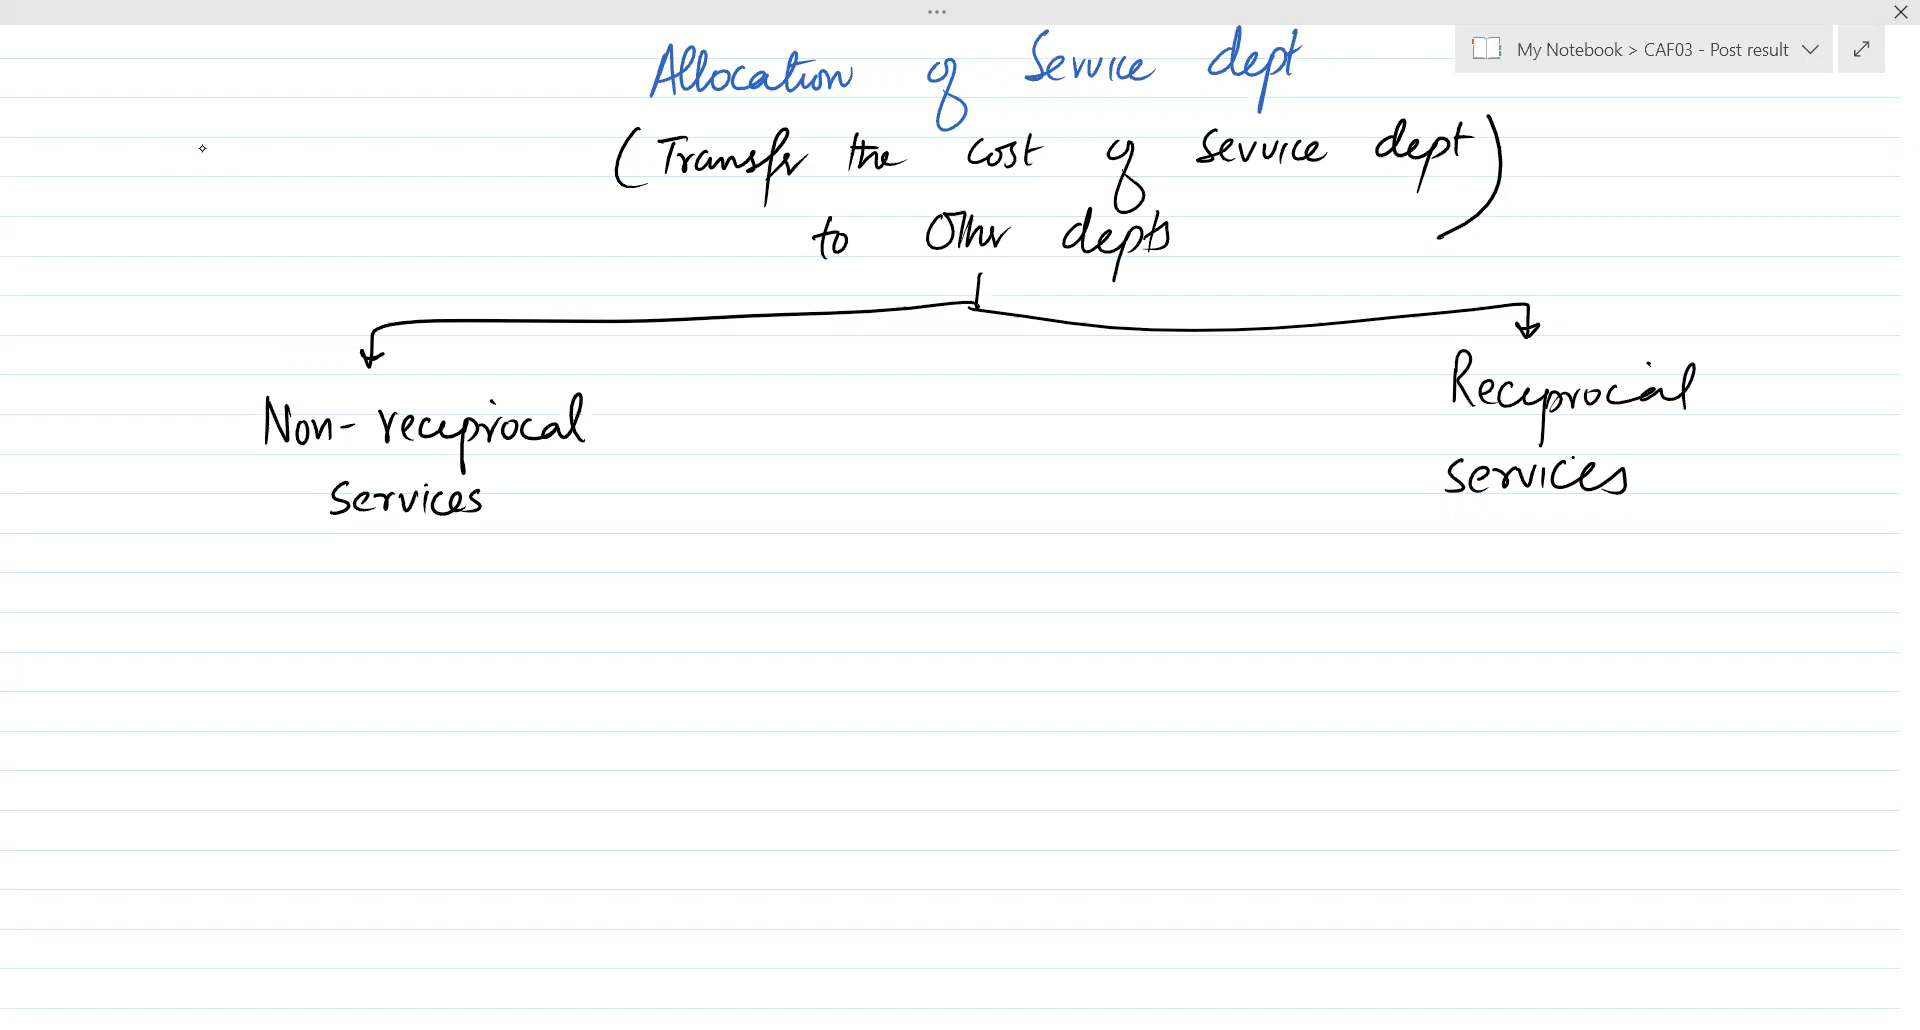 ...
My Notebook > CAF03 - Post result
Allocation of Service dept
(Transfer the cost of service dept)
to Other depts
Non-reciprocal
Services
Reciprocial
Services